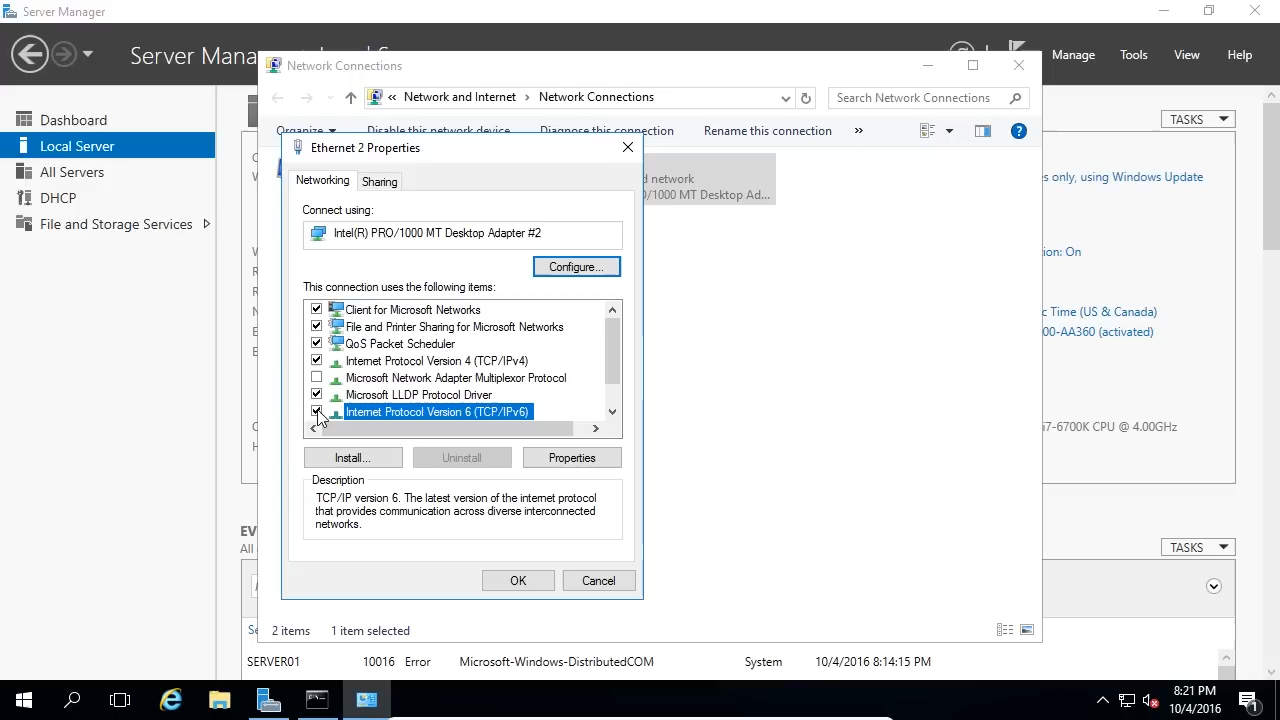 Server Manager
Server Mana
Manage
Tools
View
Help
Dashboard
Local Server
All Servers
DHCP
File and Storage Services
Network Connections
« Network and Internet › Network Connections
Search Network Connections
Organize
Disable this network device
Diagnose this connection
Rename this connection
»
d network
O/1000 MT Desktop Ad...
Ethernet 2 Properties
Networking
Sharing
Connect using:
Intel(R) PRO/1000 MT Desktop Adapter #2
Configure...
This connection uses the following items:
Client for Microsoft Networks
File and Printer Sharing for Microsoft Networks
QoS Packet Scheduler
Internet Protocol Version 4 (TCP/IPv4)
Microsoft Network Adapter Multiplexor Protocol
Microsoft LLDP Protocol Driver
Internet Protocol Version 6 (TCP/IPv6)
Install...
Uninstall
Properties
Description
TCP/IP version 6. The latest version of the internet protocol
that provides communication across diverse interconnected
networks.
OK
Cancel
2 items
1 item selected
TASKS
es only, using Windows Update
ion: On
ic Time (US & Canada)
00-AA360 (activated)
i7-6700K CPU @ 4.00GHz
EV
All
TASKS
Se
SERVER01 10016 Error Microsoft-Windows-DistributedCOM System 10/4/2016 8:14:15 PM
8:21 PM
10/4/2016
1